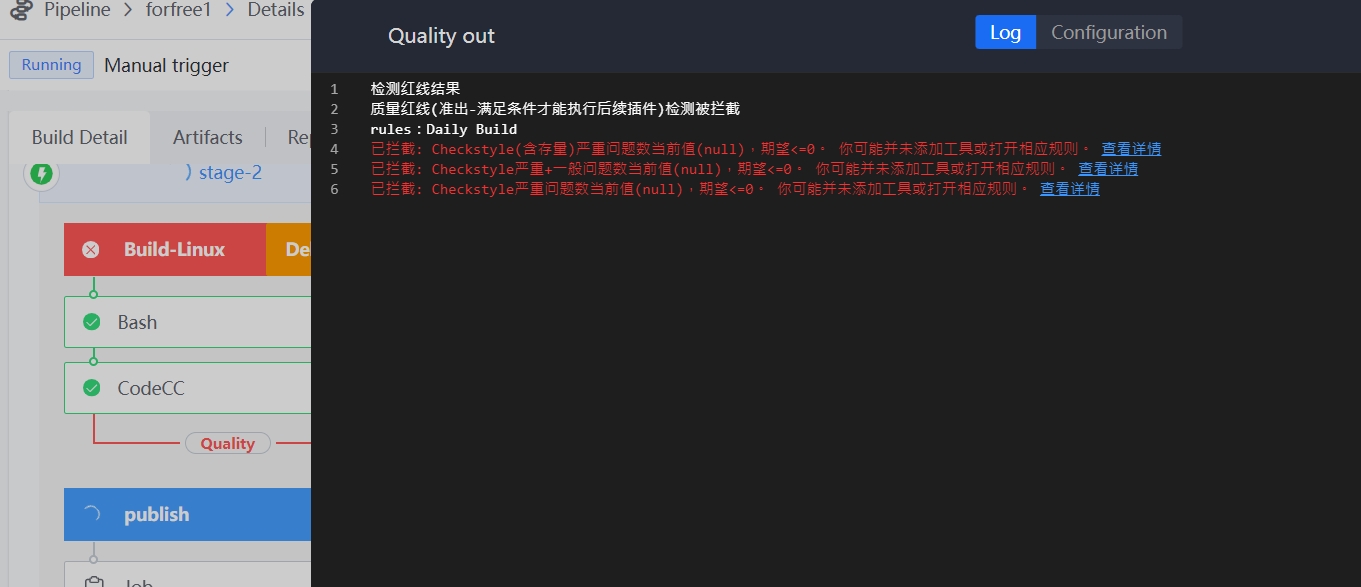 Pipeline > forfree1 > Details
Running Manual trigger
Build Detail Artifacts
stage-2
Build-Linux
Bash
CodeCC
Quality
publish
Job
Quality out
Log Configuration
1 检测红线结果
2 质量红线(准出-满足条件才能执行后续插件)检测被拦截
3 rules：Daily Build
4 已拦截: Checkstyle(含存量)严重问题数当前值(null)，期望<=0。 你可能并未添加工具或打开相应规则。 查看详情
5 已拦截: Checkstyle严重+一般问题数当前值(null)，期望<=0。 你可能并未添加工具或打开相应规则。 查看详情
6 已拦截: Checkstyle严重问题数当前值(null)，期望<=0。 你可能并未添加工具或打开相应规则。 查看详情